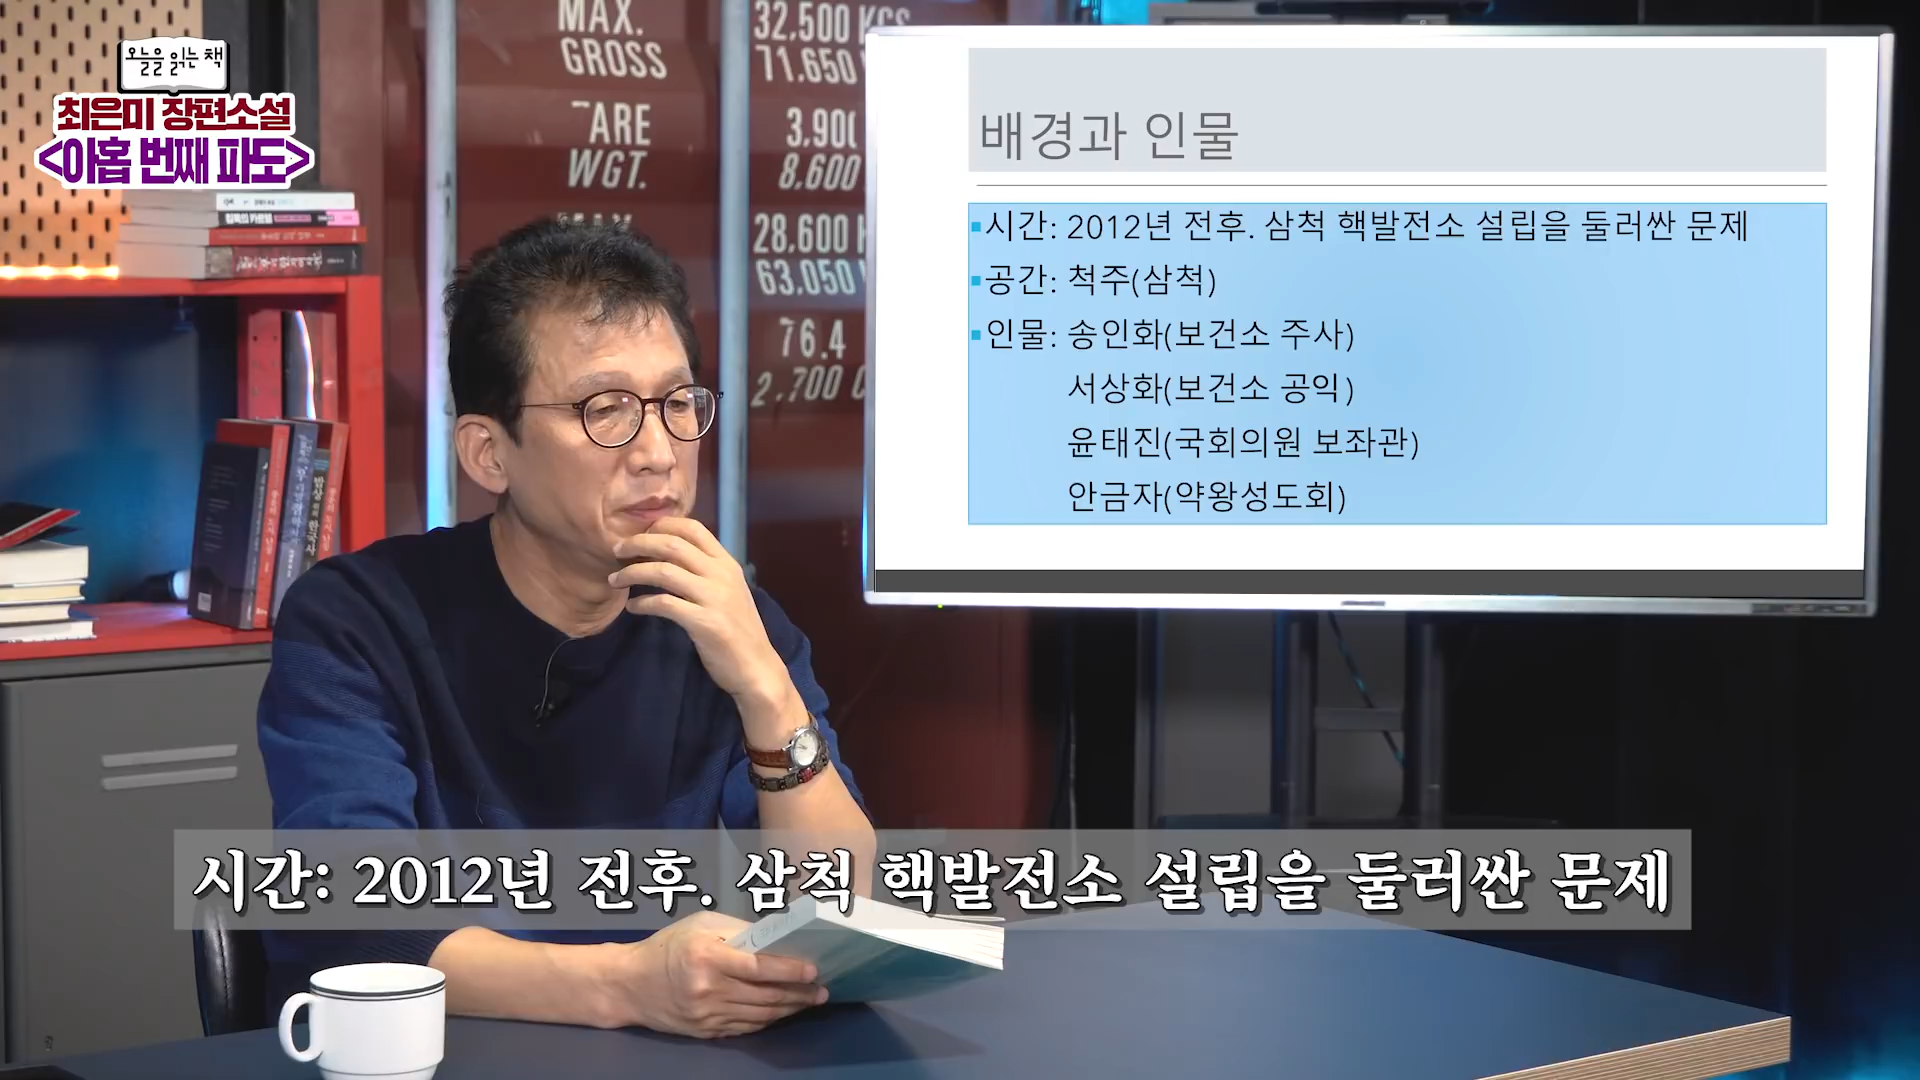 오늘을 읽는 책
최은미 장편소설
<아홉 번째 파도>
MAX.
GROSS
ARE
WGT.
32,500 KGS
71,650
3,90
8,600
28,600
63,050
76.4
2,700
배경과 인물
시간: 2012년 전후. 삼척 핵발전소 설립을 둘러싼 문제
공간: 척주(삼척)
인물: 송인화(보건소 주사)
서상화(보건소 공익)
윤태진(국회의원 보좌관)
안금자(약왕성도회)
시간: 2012년 전후. 삼척 핵발전소 설립을 둘러싼 문제